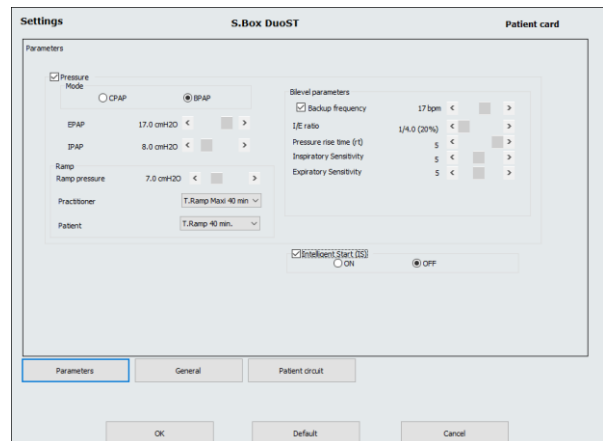 Settings
S.Box DuoST
Patient card
Parameters
Pressure
Mode
CPAP
BPAP
EPAP 17.0 cmH2O < >
IPAP 8.0 cmH2O < >
Ramp
Ramp pressure 7.0 cmH2O < >
Practitioner T.Ramp Maxi 40 min
Patient T.Ramp 40 min.
Bilevel parameters
Backup frequency 17 bpm < >
I/E ratio 1/4.0 (20%) < >
Pressure rise time (rt) 5 < >
Inspiratory Sensitivity 5 < >
Expiratory Sensitivity 5 < >
Intelligent Start (IS)
ON
OFF
Parameters
General
Patient circuit
OK
Default
Cancel